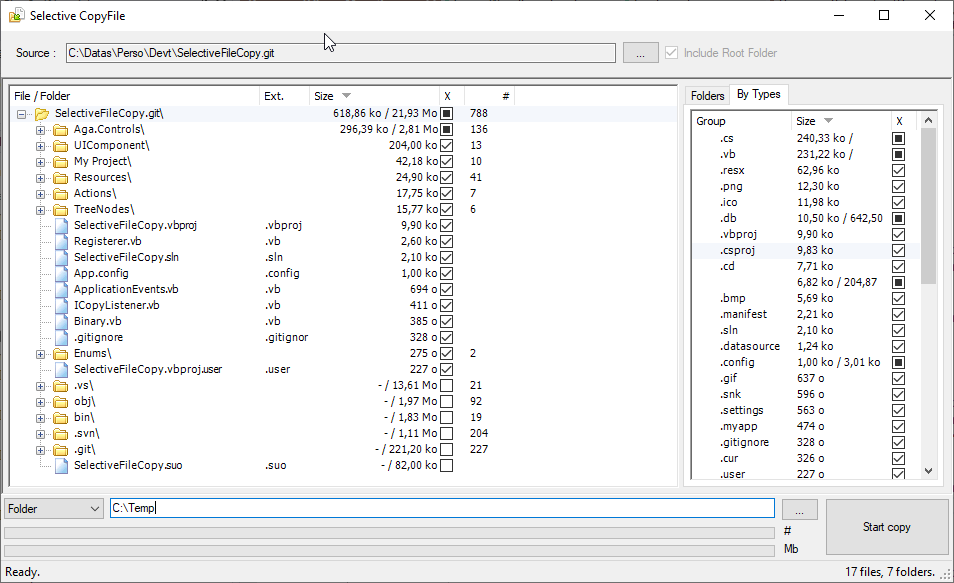 Selective CopyFile
Source : C:\Datas\Perso\Devt\SelectiveFileCopy.git ... Include Root Folder
File / Folder Ext. Size X #
SelectiveFileCopy.git\ 618,86 ko / 21,93 Mo 788
Aga.Controls\ 296,39 ko / 2,81 Mo 136
UIComponent\ 204,00 ko 13
My Project\ 42,18 ko 10
Resources\ 24,90 ko 41
Actions\ 17,75 ko 7
TreeNodes\ 15,77 ko 6
SelectiveFileCopy.vbproj .vbproj 9,90 ko
Registerer.vb .vb 2,60 ko
SelectiveFileCopy.sln .sln 2,10 ko
App.config .config 1,00 ko
ApplicationEvents.vb .vb 694 o
ICopyListener.vb .vb 411 o
Binary.vb .vb 385 o
.gitignore .gitignor 328 o
Enums\ 275 o 2
SelectiveFileCopy.vbproj.user .user 227 o
.vs\ - / 13,61 Mo 21
obj\ - / 1,97 Mo 92
bin\ - / 1,83 Mo 19
.svn\ - / 1,11 Mo 204
.git\ - / 221,20 ko 227
SelectiveFileCopy.suo .suo - / 82,00 ko
Folders By Types
Group Size X
.cs 240,33 ko /
.vb 231,22 ko /
.resx 62,96 ko
.png 12,30 ko
.ico 11,98 ko
.db 10,50 ko / 642,50
.vbproj 9,90 ko
.csproj 9,83 ko
.cd 7,71 ko
6,82 ko / 204,87
.bmp 5,69 ko
.manifest 2,21 ko
.sln 2,10 ko
.datasource 1,24 ko
.config 1,00 ko / 3,01 ko
.gif 637 o
.snk 596 o
.settings 563 o
.myapp 474 o
.gitignore 328 o
.cur 326 o
.user 227 o
Folder C:\Temp ...
#
Mb
Start copy
Ready. 17 files, 7 folders.